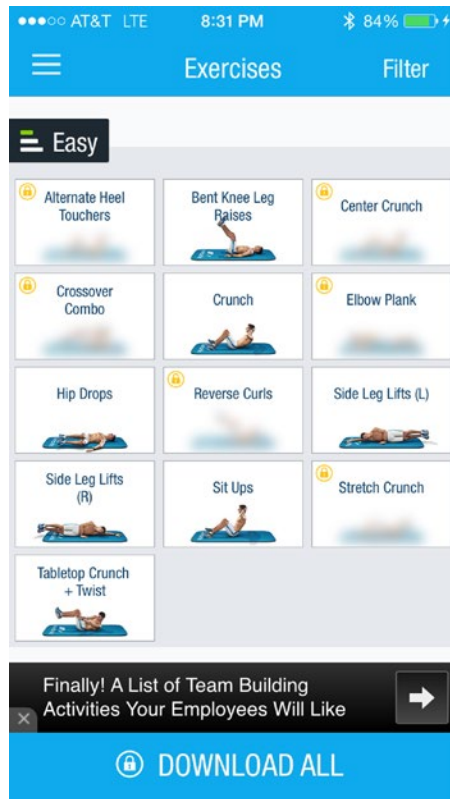 AT&T LTE 8:31 PM 84%
Exercises Filter
Easy
Alternate Heel
Touchers
Bent Knee Leg
Raises
Center Crunch
Crossover
Combo
Crunch
Elbow Plank
Hip Drops
Reverse Curls
Side Leg Lifts (L)
Side Leg Lifts
(R)
Sit Ups
Stretch Crunch
Tabletop Crunch
+ Twist
Finally! A List of Team Building
Activities Your Employees Will Like
DOWNLOAD ALL